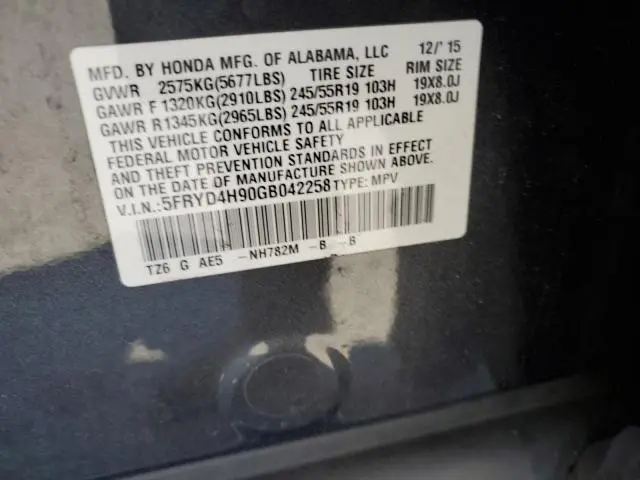 MFD. BY HONDA MFG. OF ALABAMA, LLC 12/'15
GVWR 2575KG(5677LBS) TIRE SIZE RIM SIZE
GAWR F 1320KG(2910LBS) 245/55R19 103H 19X8.0J
GAWR R1345KG(2965LBS) 245/55R19 103H 19X8.0J
THIS VEHICLE CONFORMS TO ALL APPLICABLE
FEDERAL MOTOR VEHICLE SAFETY
AND THEFT PREVENTION STANDARDS IN EFFECT
ON THE DATE OF MANUFACTURE SHOWN ABOVE.
V.I.N.:5FRYD4H90GB042258 TYPE: MPV
TZ6 G AE5 -NH782M -B -B